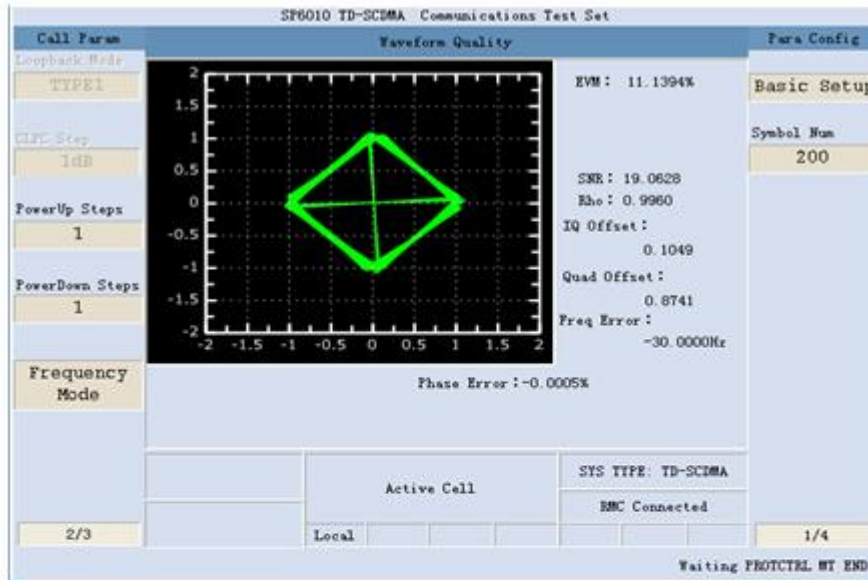 SP6010 TD-SCDMA Communications Test Set
Call Param
Waveform Quality
Para Config
Loopback Mode
TYPE1
CLPC Step
1dB
PowerUp Steps
1
PowerDown Steps
1
Frequency
Mode
2/3
2
1.5
1
0.5
0
-0.5
-1
-1.5
-2
-2 -1.5 -1 -0.5 0 0.5 1 1.5 2
EVM: 11.1394%
SNR: 19.0628
Rho: 0.9960
IQ Offset:
0.1049
Quad Offset:
0.8741
Freq Error:
-30.0000Hz
Phase Error:-0.0005%
Basic Setup
Symbol Num
200
Active Cell
SYS TYPE: TD-SCDMA
RMC Connected
Local
1/4
Waiting PROTCTRL MT END